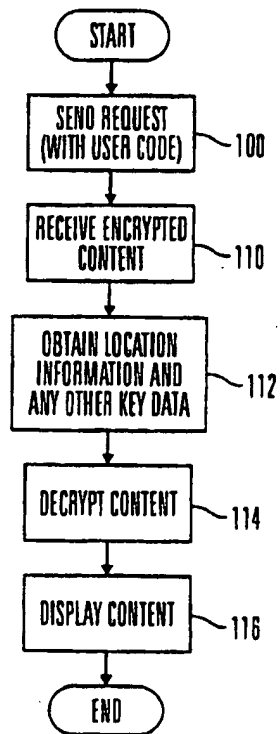 START
SEND REQUEST
(WITH USER CODE)
100
RECEIVE ENCRYPTED
CONTENT
110
OBTAIN LOCATION
INFORMATION AND
ANY OTHER KEY DATA
112
DECRYPT CONTENT
114
DISPLAY CONTENT
116
END